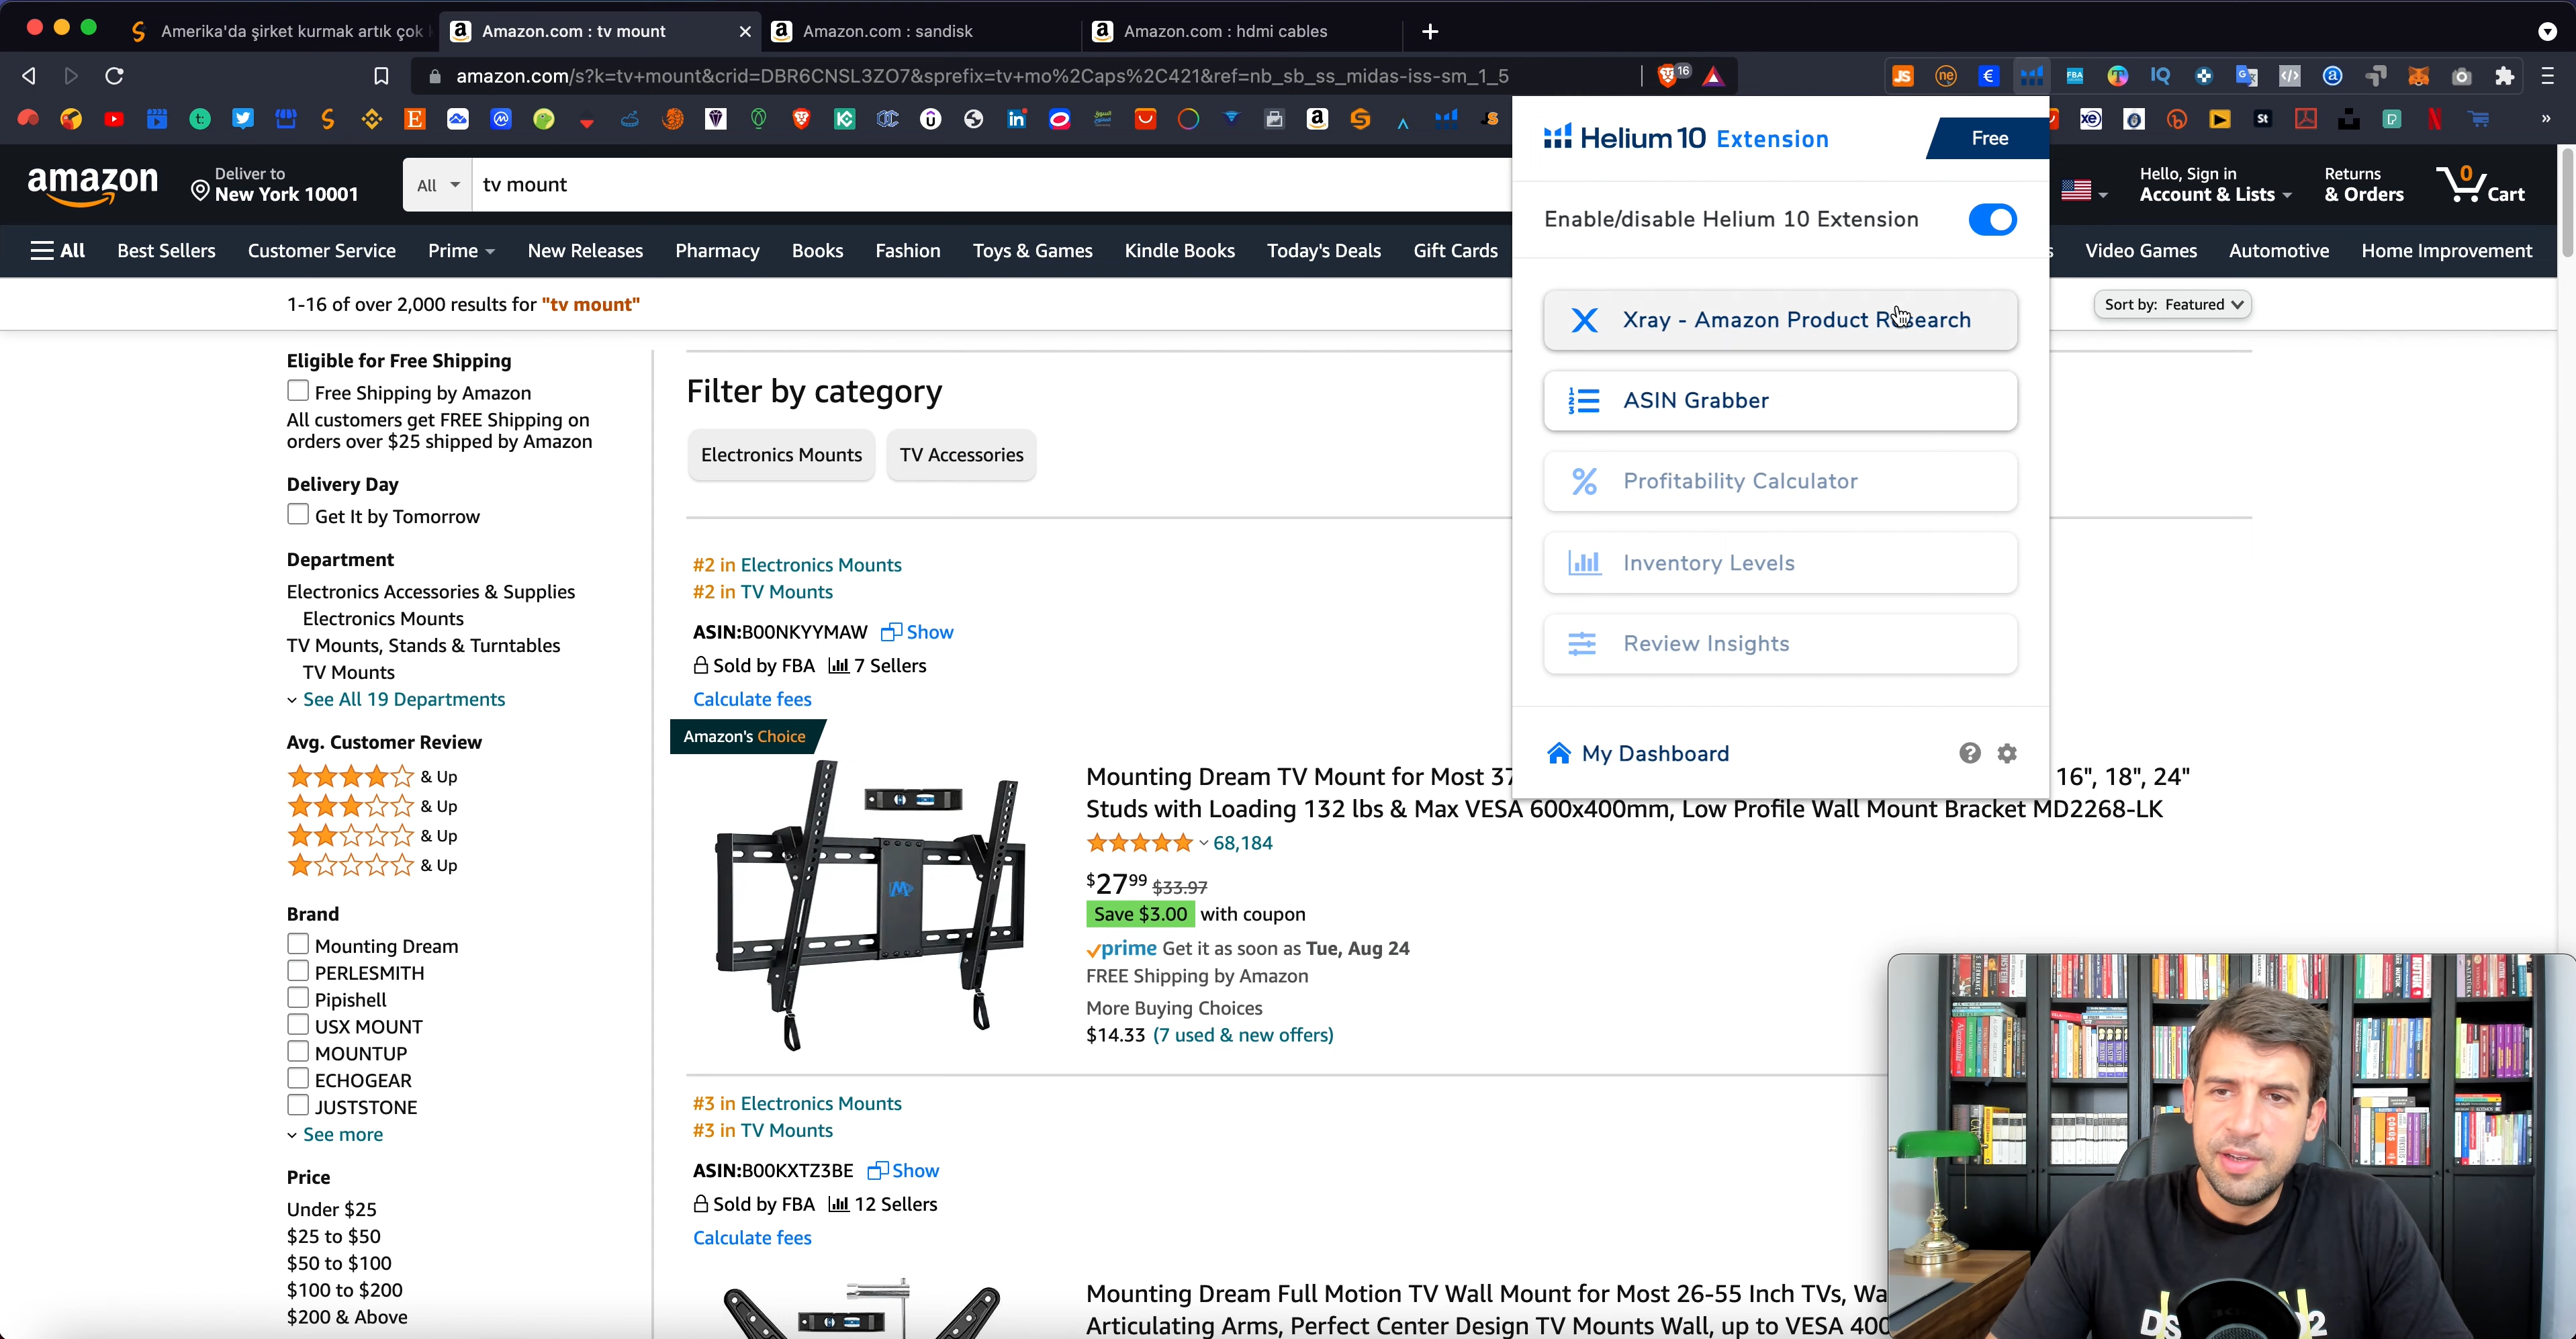 Amerika'da şirket kurmak artık çok k
Amazon.com : tv mount
Amazon.com : sandisk
Amazon.com : hdmi cables
amazon.com/s?k=tv+mount&crid=DBR6CNSL3ZO7&sprefix=tv+mo%2Caps%2C421&ref=nb_sb_ss_midas-iss-sm_1_5
16
amazon
Deliver to
New York 10001
All
tv mount
Hello, Sign in
Account & Lists
Returns
& Orders
0
Cart
All
Best Sellers
Customer Service
Prime
New Releases
Pharmacy
Books
Fashion
Toys & Games
Kindle Books
Today's Deals
Gift Cards
s
Video Games
Automotive
Home Improvement
1-16 of over 2,000 results for "tv mount"
Sort by: Featured
Helium 10 Extension
Free
Enable/disable Helium 10 Extension
Xray - Amazon Product Research
ASIN Grabber
Profitability Calculator
Inventory Levels
Review Insights
My Dashboard
Eligible for Free Shipping
Free Shipping by Amazon
All customers get FREE Shipping on
orders over $25 shipped by Amazon
Delivery Day
Get It by Tomorrow
Department
Electronics Accessories & Supplies
Electronics Mounts
TV Mounts, Stands & Turntables
TV Mounts
See All 19 Departments
Avg. Customer Review
& Up
& Up
& Up
& Up
Brand
Mounting Dream
PERLESMITH
Pipishell
USX MOUNT
MOUNTUP
ECHOGEAR
JUSTSTONE
See more
Price
Under $25
$25 to $50
$50 to $100
$100 to $200
$200 & Above
Filter by category
Electronics Mounts
TV Accessories
#2 in Electronics Mounts
#2 in TV Mounts
ASIN:B00NKYYMAW Show
Sold by FBA 7 Sellers
Calculate fees
Amazon's Choice
Mounting Dream TV Mount for Most 37 16", 18", 24"
Studs with Loading 132 lbs & Max VESA 600x400mm, Low Profile Wall Mount Bracket MD2268-LK
68,184
$27.99 $33.97
Save $3.00 with coupon
prime Get it as soon as Tue, Aug 24
FREE Shipping by Amazon
More Buying Choices
$14.33 (7 used & new offers)
#3 in Electronics Mounts
#3 in TV Mounts
ASIN:B00KXTZ3BE Show
Sold by FBA 12 Sellers
Calculate fees
Mounting Dream Full Motion TV Wall Mount for Most 26-55 Inch TVs, Wa
Articulating Arms, Perfect Center Design TV Mounts Wall, up to VESA 400